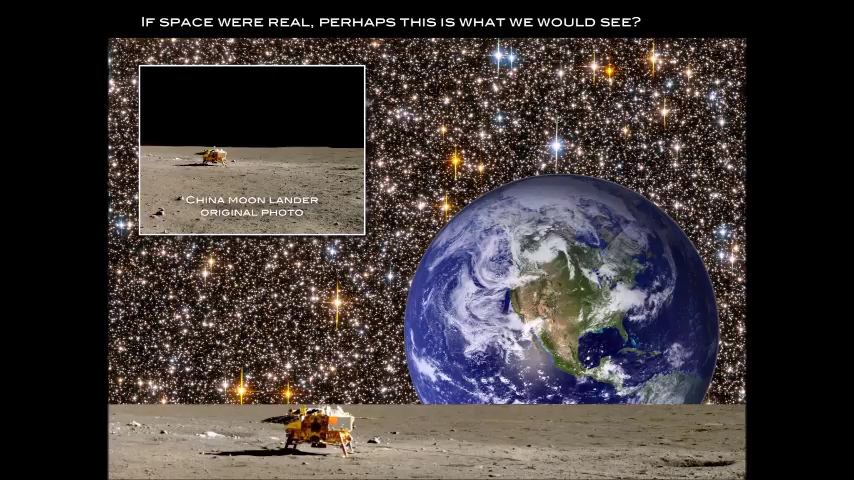 If space were real, perhaps this is what we would see?
*China moon lander
original photo